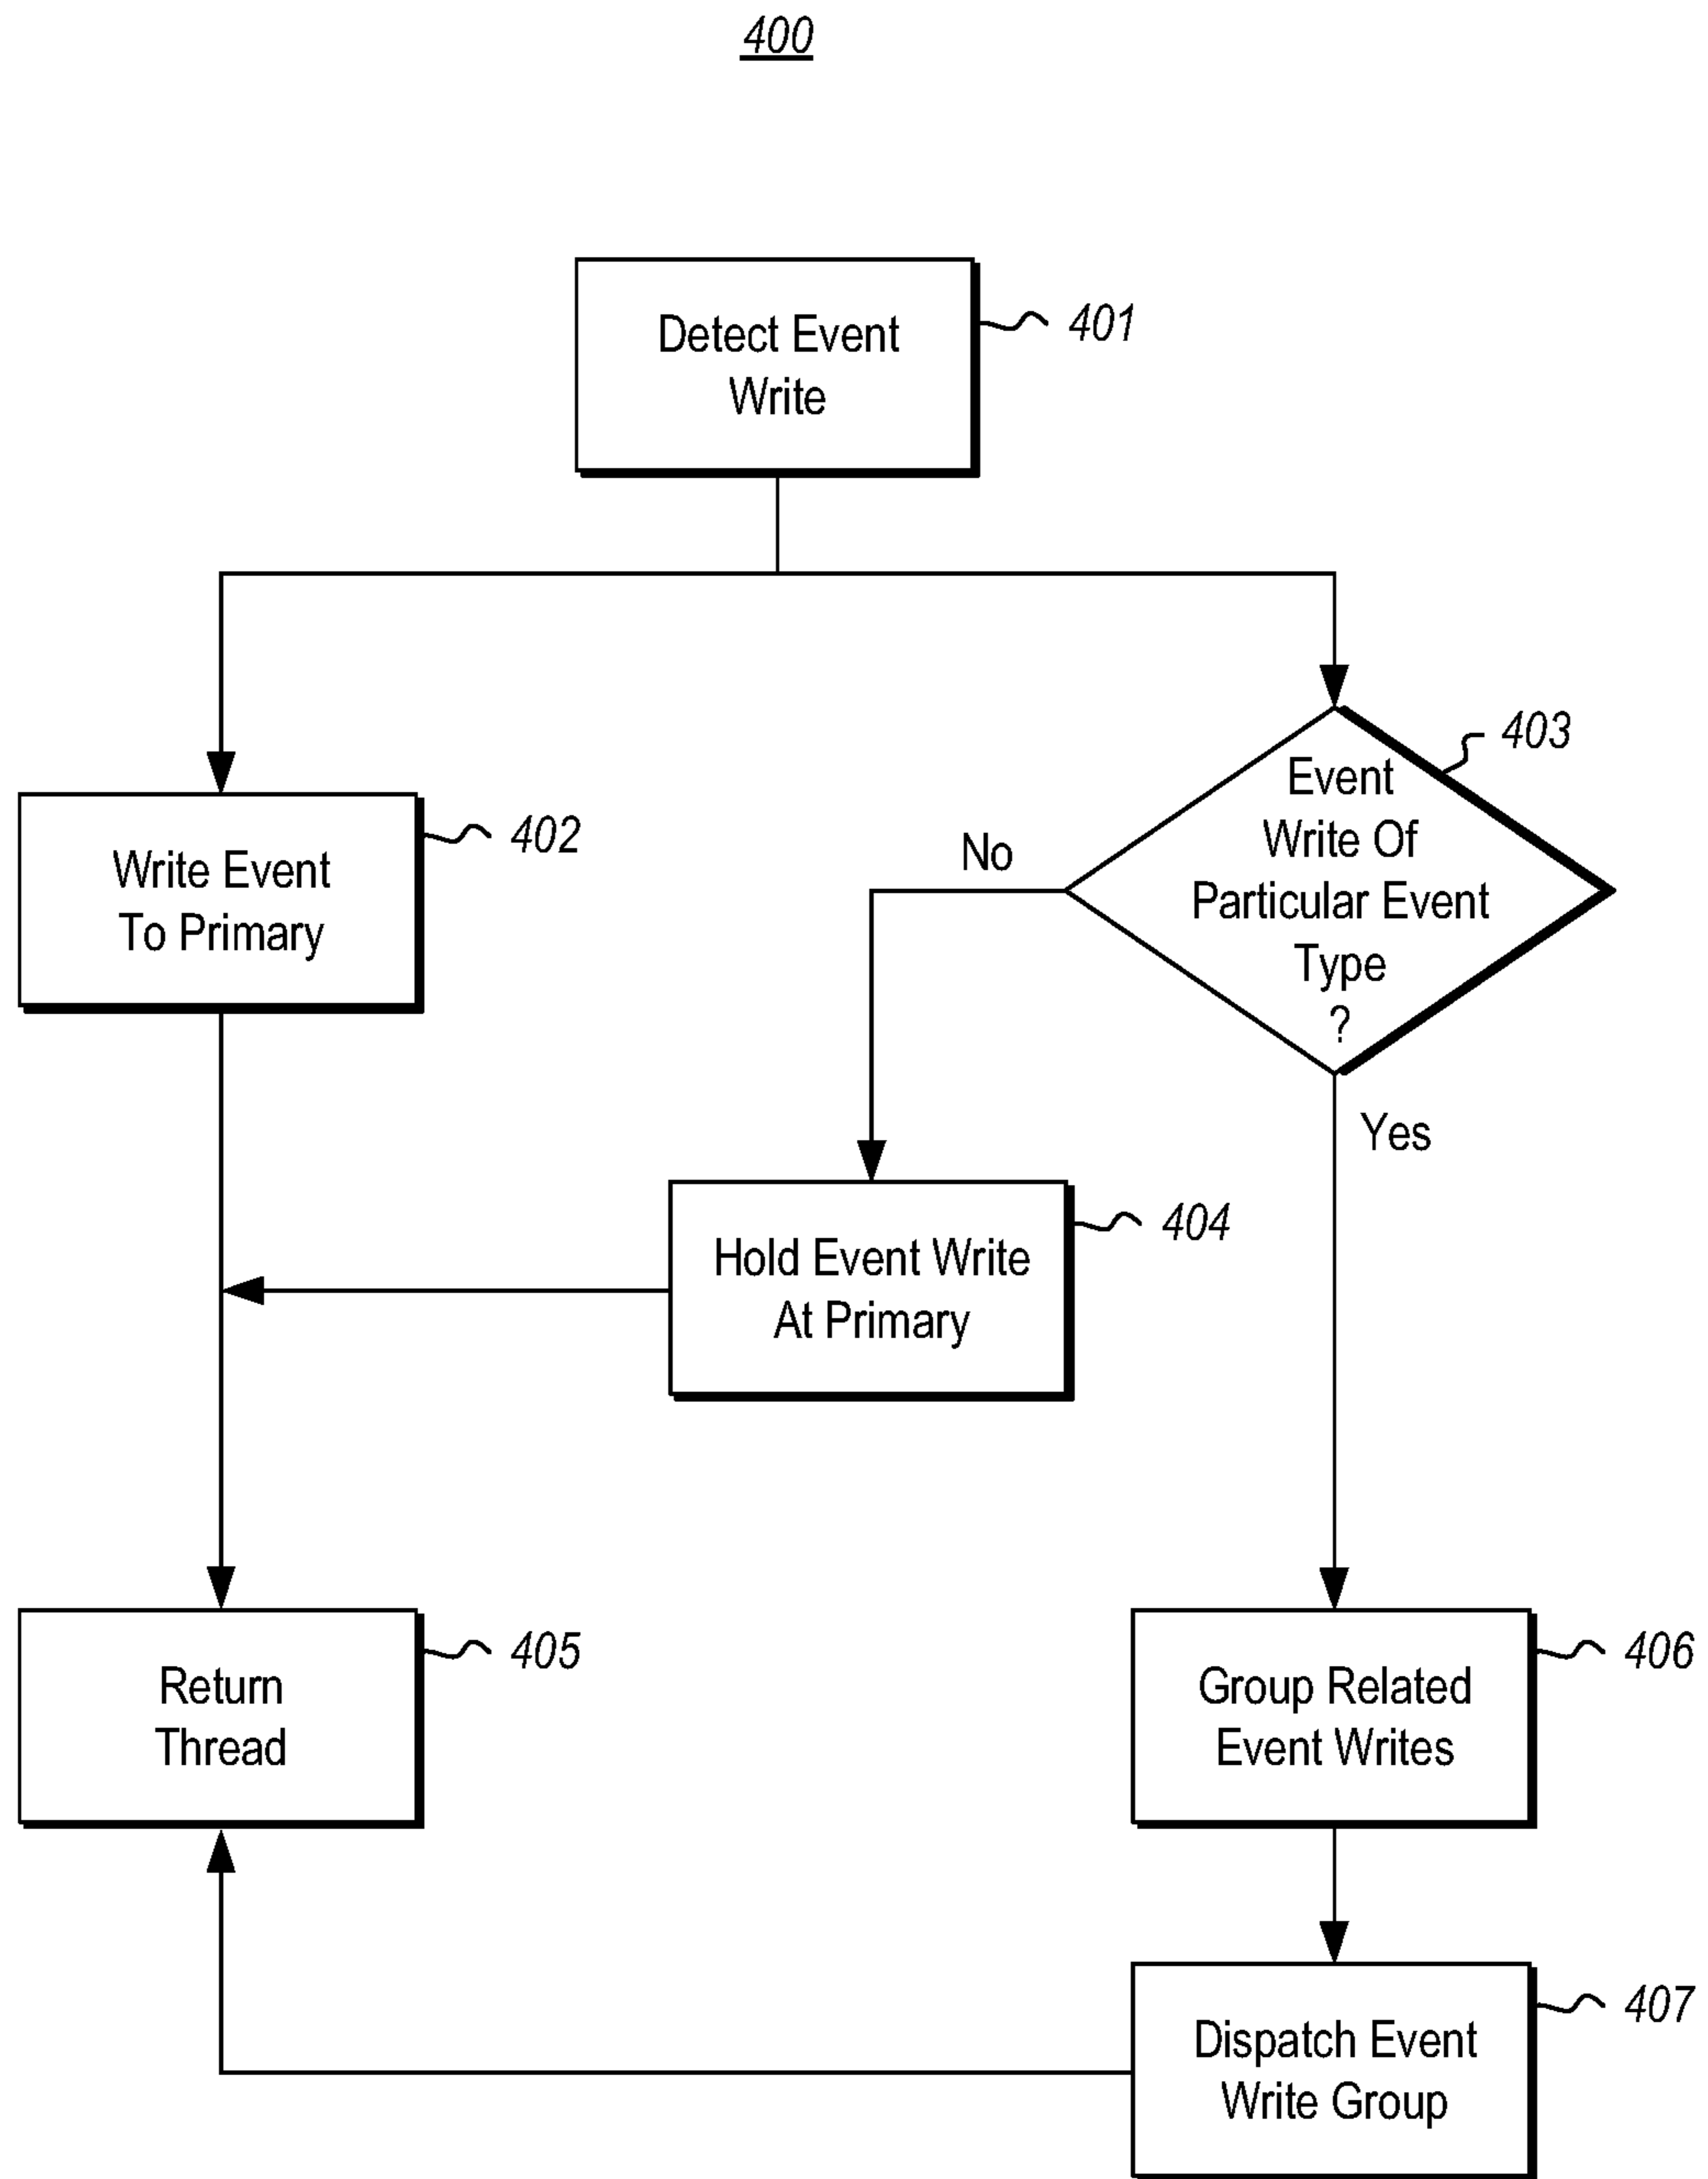 400
Detect Event
Write
401
Write Event
To Primary
402
Event
Write Of
Particular Event
Type
?
403
No
Yes
Hold Event Write
At Primary
404
Return
Thread
405
Group Related
Event Writes
406
Dispatch Event
Write Group
407